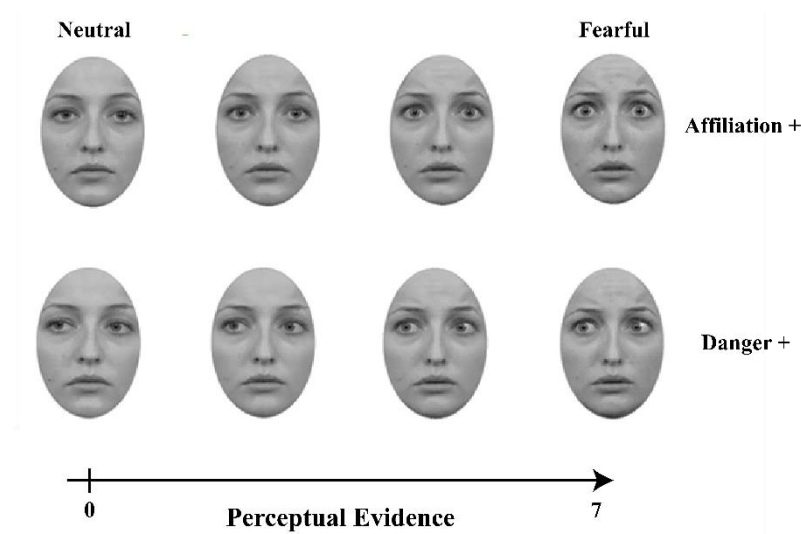 Neutral
Fearful
Affiliation +
Danger +
0
7
Perceptual Evidence